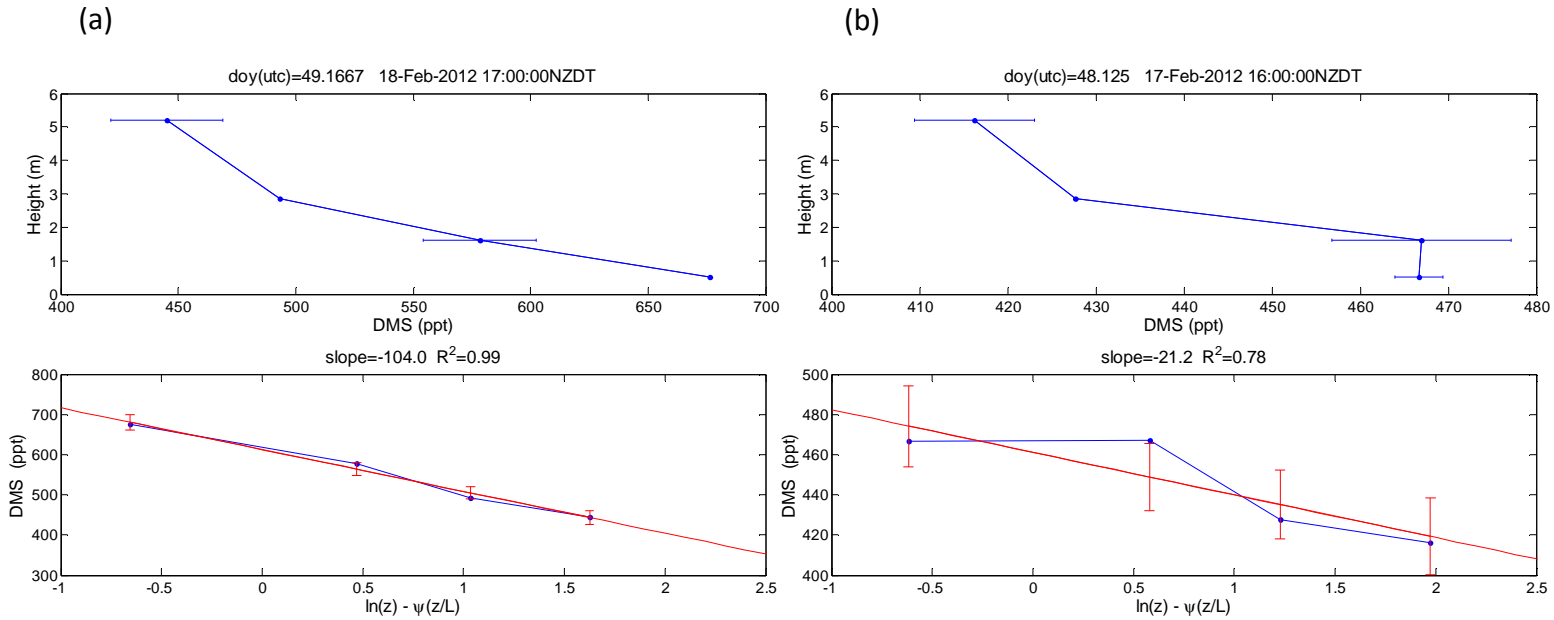 (a)
doy(utc)=49.1667 18-Feb-2012 17:00:00NZDT
6
5
4
3
2
1
0
Height (m)
400 450 500 550 600 650 700
DMS (ppt)
slope=-104.0 R²=0.99
800
700
600
500
400
300
DMS (ppt)
-1 -0.5 0 0.5 1 1.5 2 2.5
ln(z) - ψ(z/L)
(b)
doy(utc)=48.125 17-Feb-2012 16:00:00NZDT
6
5
4
3
2
1
0
Height (m)
400 410 420 430 440 450 460 470 480
DMS (ppt)
slope=-21.2 R²=0.78
500
480
460
440
420
400
DMS (ppt)
-1 -0.5 0 0.5 1 1.5 2 2.5
ln(z) - ψ(z/L)